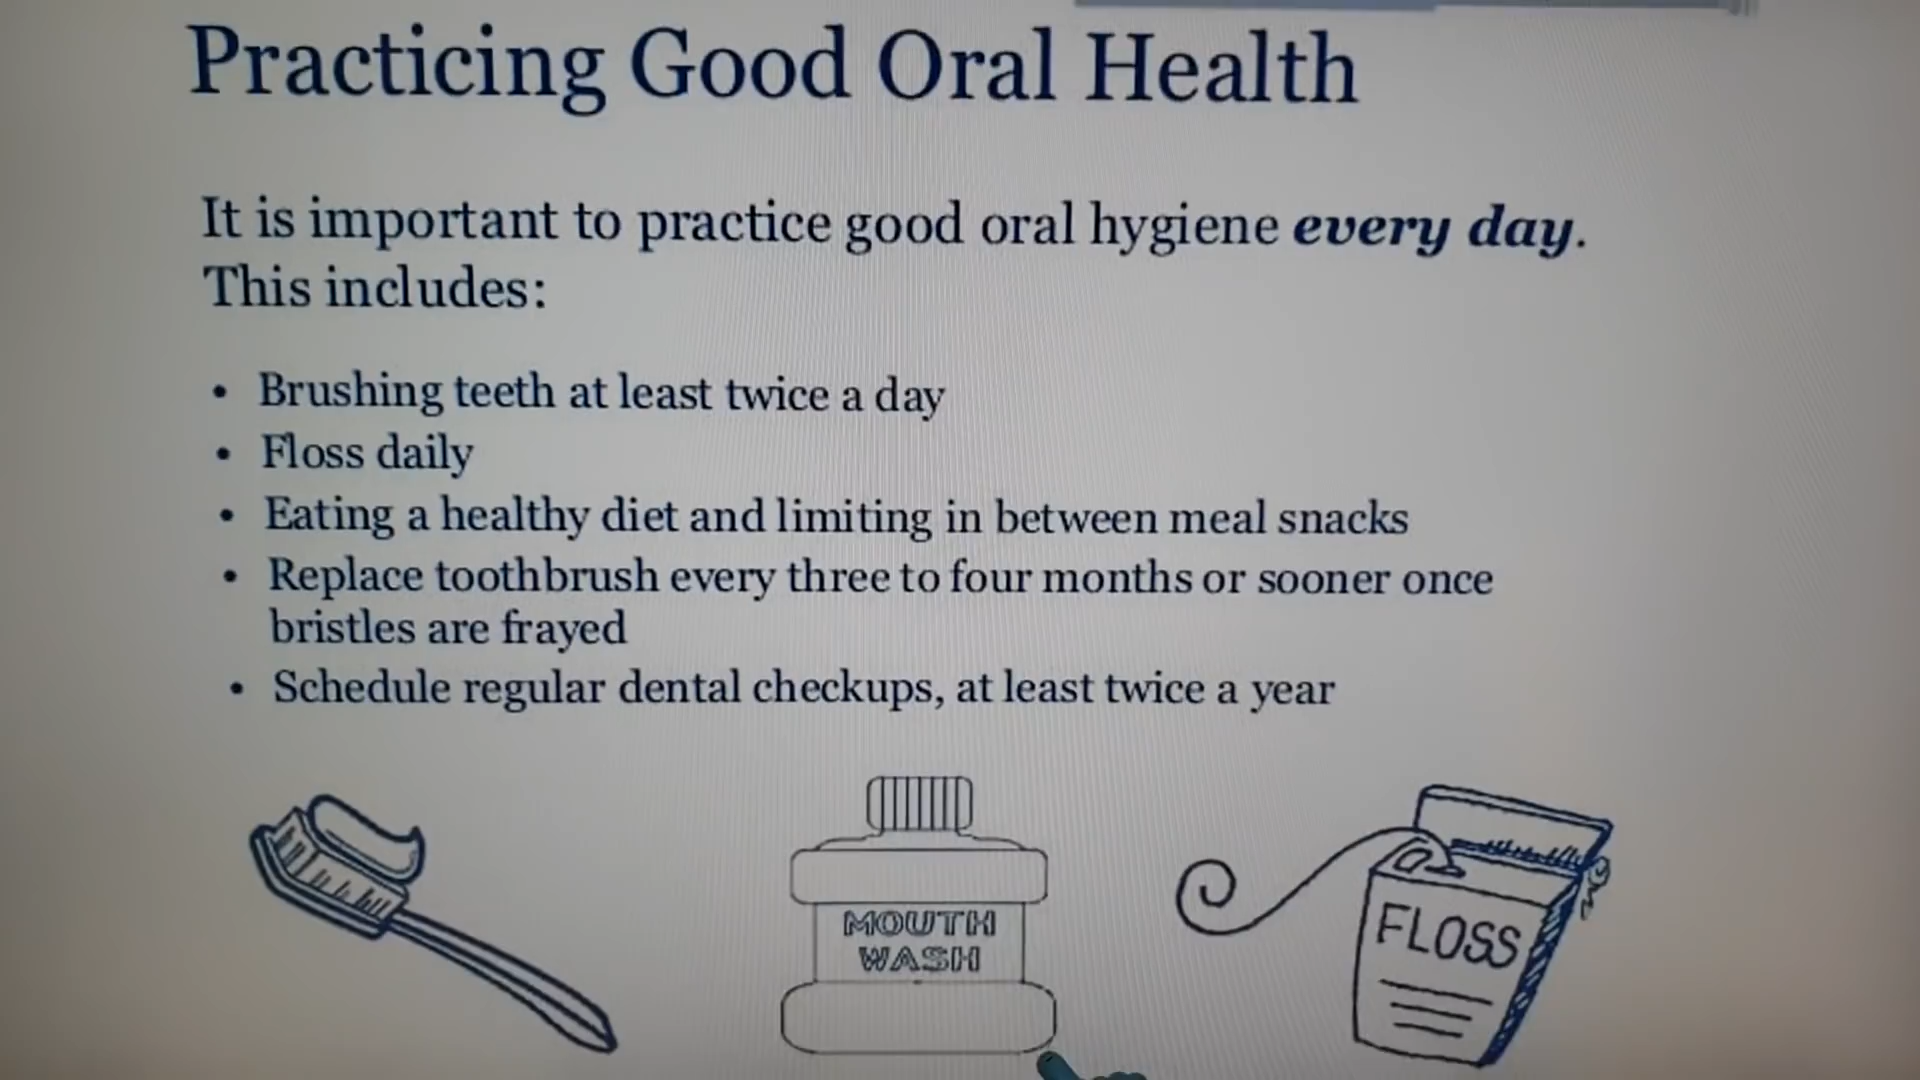 Practicing Good Oral Health
It is important to practice good oral hygiene every day.
This includes:
• Brushing teeth at least twice a day
• Floss daily
• Eating a healthy diet and limiting in between meal snacks
• Replace toothbrush every three to four months or sooner once
bristles are frayed
• Schedule regular dental checkups, at least twice a year
MOUTH
WASH
FLOSS